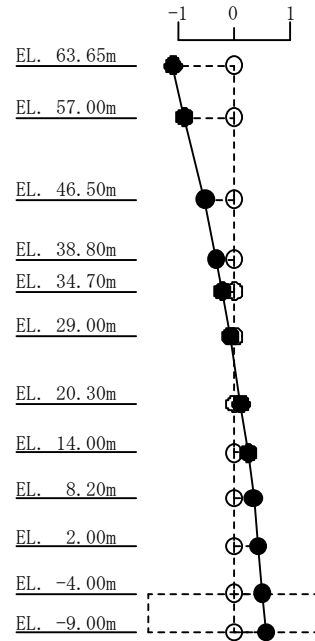 -1 0 1
EL. 63.65m
EL. 57.00m
EL. 46.50m
EL. 38.80m
EL. 34.70m
EL. 29.00m
EL. 20.30m
EL. 14.00m
EL. 8.20m
EL. 2.00m
EL. -4.00m
EL. -9.00m